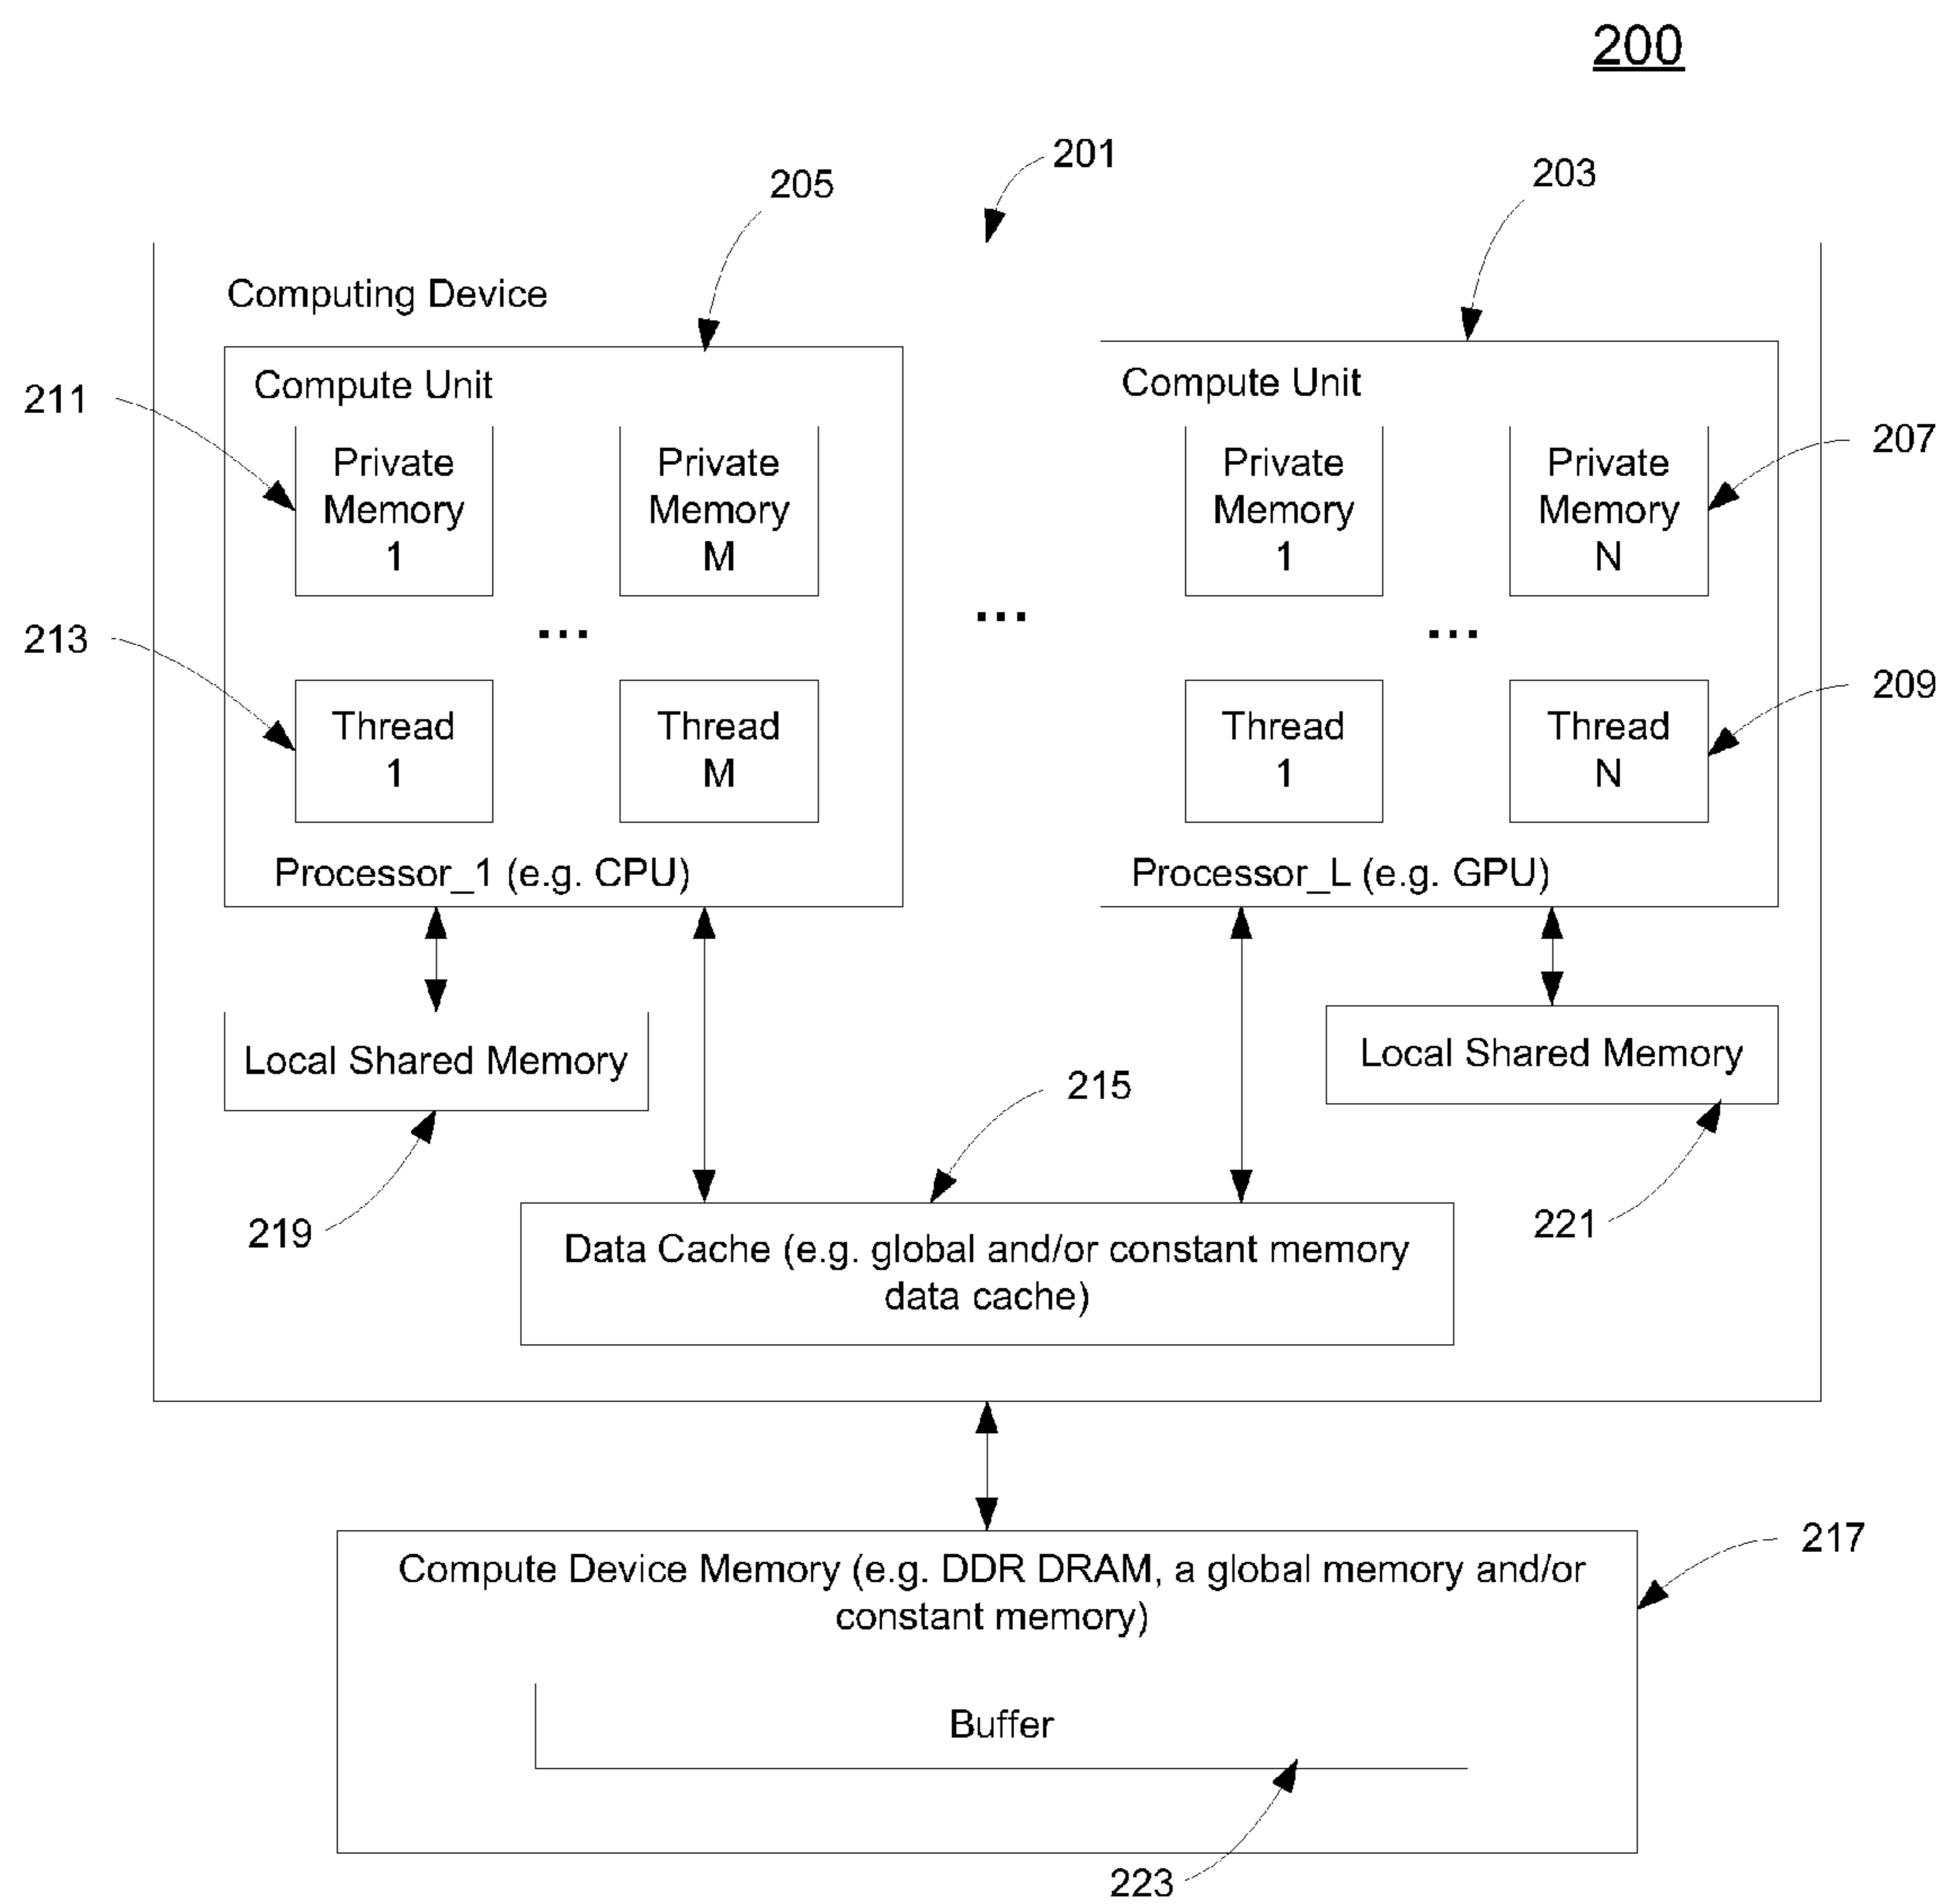 200
201
205
203
Computing Device
Compute Unit
Compute Unit
211
207
Private
Memory
1
Private
Memory
M
Private
Memory
1
Private
Memory
N
...
...
...
213
209
Thread
1
Thread
M
Thread
1
Thread
N
Processor_1 (e.g. CPU)
Processor_L (e.g. GPU)
Local Shared Memory
Local Shared Memory
215
219
221
Data Cache (e.g. global and/or constant memory
data cache)
217
Compute Device Memory (e.g. DDR DRAM, a global memory and/or
constant memory)
Buffer
223